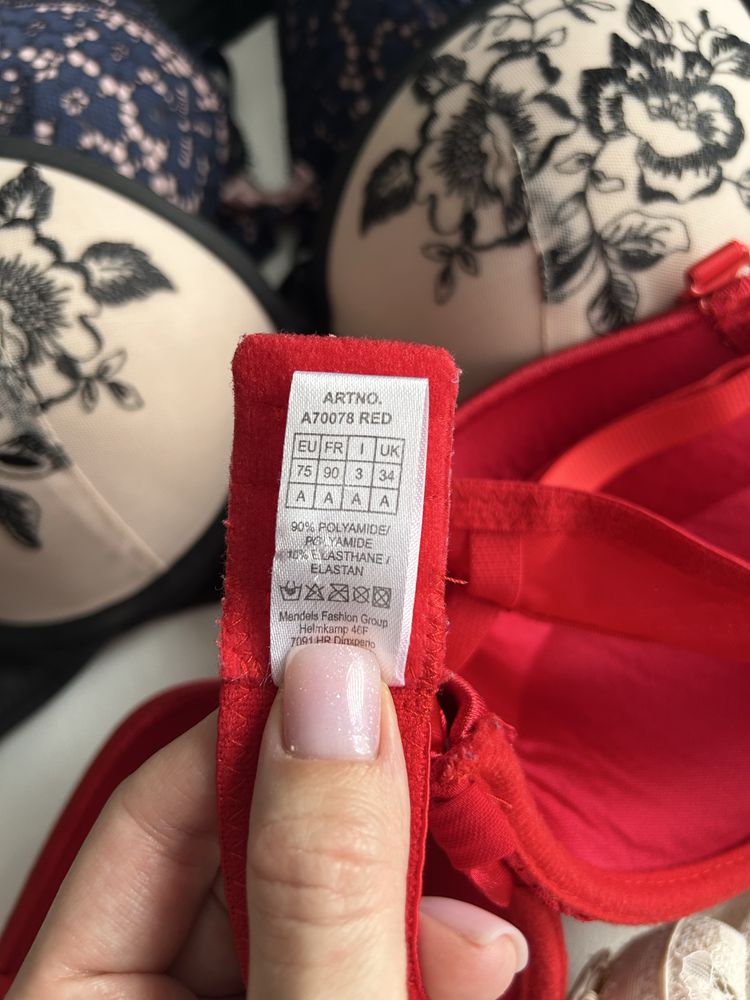 ARTNO.
A70078 RED
EU FR I UK
75 90 3 34
A A A A
90% POLYAMIDE/
POLYAMIDE
10% ELASTHANE /
ELASTAN
Mendels Fashion Group
Helmkamp 46F
7091 HR Dinxperlo